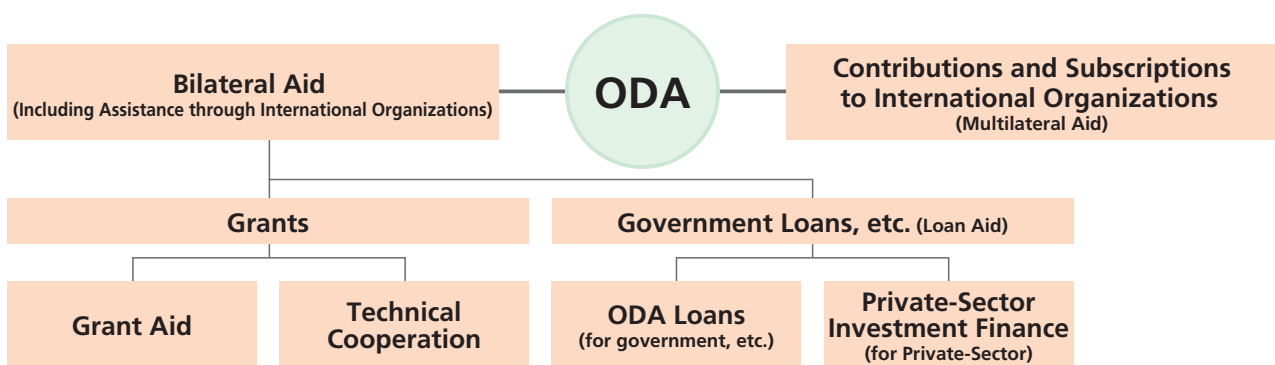 Bilateral Aid
(Including Assistance through International Organizations)
ODA
Contributions and Subscriptions
to International Organizations
(Multilateral Aid)
Grants
Government Loans, etc. (Loan Aid)
Grant Aid
Technical
Cooperation
ODA Loans
(for government, etc.)
Private-Sector
Investment Finance
(for Private-Sector)